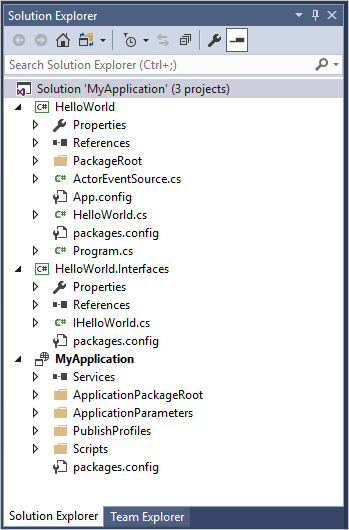 Solution Explorer
Search Solution Explorer (Ctrl+;)
Solution 'MyApplication' (3 projects)
C# HelloWorld
Properties
References
PackageRoot
C# ActorEventSource.cs
App.config
C# HelloWorld.cs
packages.config
C# Program.cs
C# HelloWorld.Interfaces
Properties
References
C# IHelloWorld.cs
packages.config
MyApplication
Services
ApplicationPackageRoot
ApplicationParameters
PublishProfiles
Scripts
packages.config
Solution Explorer Team Explorer